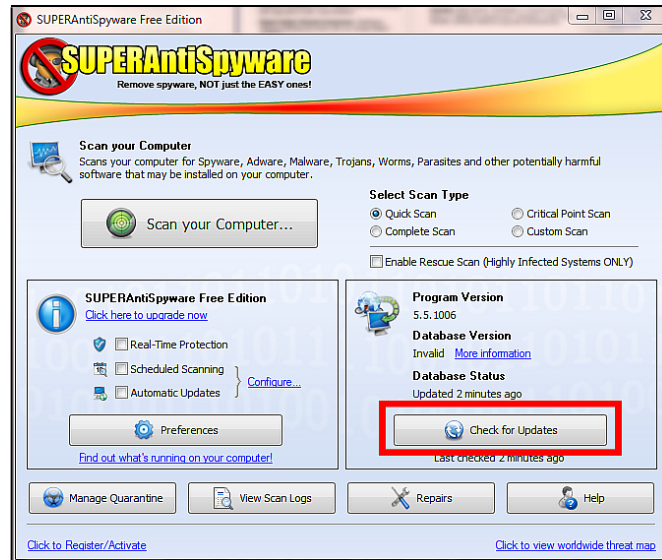 SUPERAntiSpyware Free Edition
SUPERAntiSpyware
Remove spyware, NOT just the EASY ones!
Scan your Computer
Scans your computer for Spyware, Adware, Malware, Trojans, Worms, Parasites and other potentially harmful
software that may be installed on your computer.
Scan your Computer...
Select Scan Type
Quick Scan
Critical Point Scan
Complete Scan
Custom Scan
Enable Rescue Scan (Highly Infected Systems ONLY)
SUPERAntiSpyware Free Edition
Click here to upgrade now
Real-Time Protection
Scheduled Scanning
Automatic Updates
Configure...
Preferences
Find out what's running on your computer!
Program Version
5.5.1006
Database Version
Invalid More information
Database Status
Updated 2 minutes ago
Check for Updates
Last checked 2 minutes ago
Manage Quarantine
View Scan Logs
Repairs
Help
Click to Register/Activate
Click to view worldwide threat map